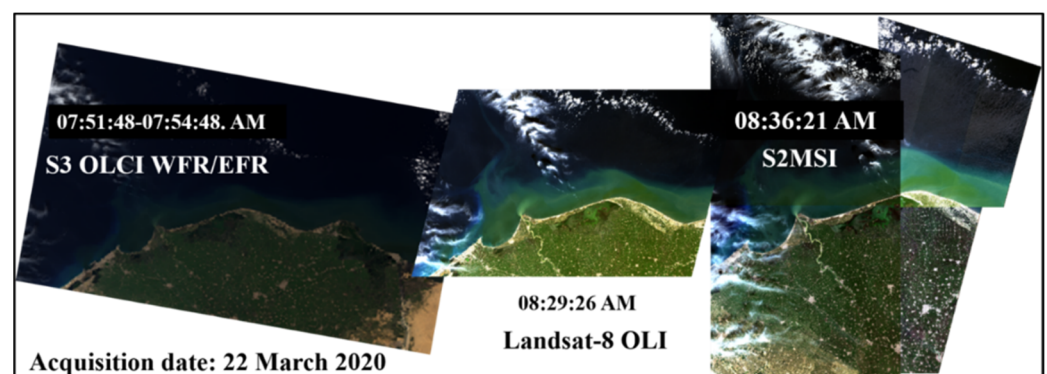 07:51:48-07:54:48. AM
S3 OLCI WFR/EFR
08:36:21 AM
S2MSI
08:29:26 AM
Landsat-8 OLI
Acquisition date: 22 March 2020